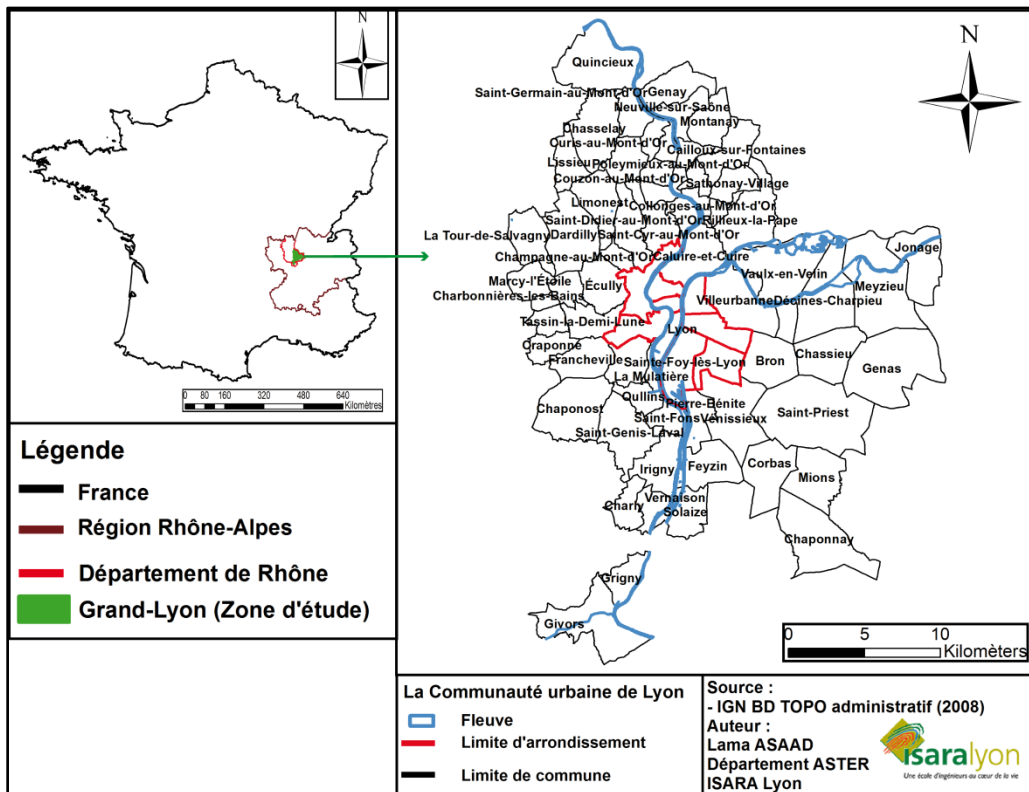 N
0 80 160 320 480 640
Kilomètres
Légende
France
Région Rhône-Alpes
Département de Rhône
Grand-Lyon (Zone d'étude)
N
Quincieux
Saint-Germain-au-Mont-d'Or Genay
Neuville-sur-Saône
Montanay
Chasselay
Curis-au-Mont-d'Or
Cailloux-sur-Fontaines
Lissieu Poleymieux-au-Mont-d'Or
Couzon-au-Mont-d'Or Sathonay-Village
Limonest Collonges-au-Mont-d'Or
Saint-Didier-au-Mont-d'Or Rillieux-la-Pape
La Tour-de-Salvagny Dardilly Saint-Cyr-au-Mont-d'Or
Jonage
Champagne-au-Mont-d'Or Caluire-et-Cuire
Vaulx-en-Velin
Marcy-l'Étoile Écully Meyzieu
Charbonnières-les-Bains Villeurbanne Décines-Charpieu
Tassin-la-Demi-Lune Lyon
Craponne
Francheville Sainte-Foy-lès-Lyon Bron Chassieu
Genas
La Mulatière
Oullins Pierre-Bénite
Chaponost Saint-Fons Vénissieux Saint-Priest
Saint-Genis-Laval
Irigny Feyzin Corbas
Mions
Charly Vernaison
Solaize
Chaponnay
Grigny
Givors
0 5 10
Kilomèters
La Communauté urbaine de Lyon
Fleuve
Limite d'arrondissement
Limite de commune
Source :
- IGN BD TOPO administratif (2008)
Auteur :
Lama ASAAD
Département ASTER
ISARA Lyon
isaralyon
Une école d'ingénieurs au cœur de la vie